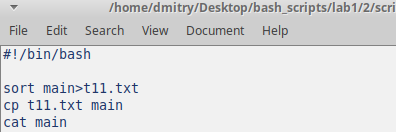 /home/dmitry/Desktop/bash_scripts/lab1/2/scri
File Edit Search View Document Help
#!/bin/bash
sort main>t11.txt
cp t11.txt main
cat main